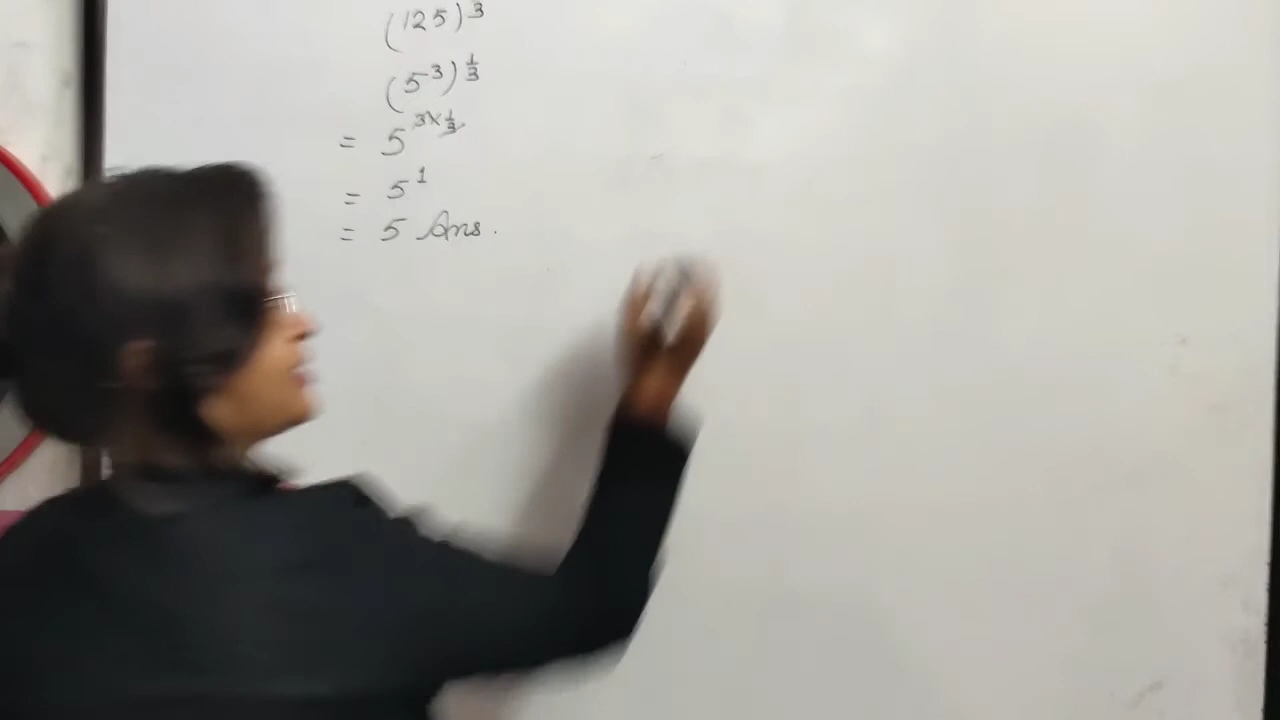 (125)^3
(5^3)^1/3
= 5^3×1/3
= 5^1
= 5 Ans.